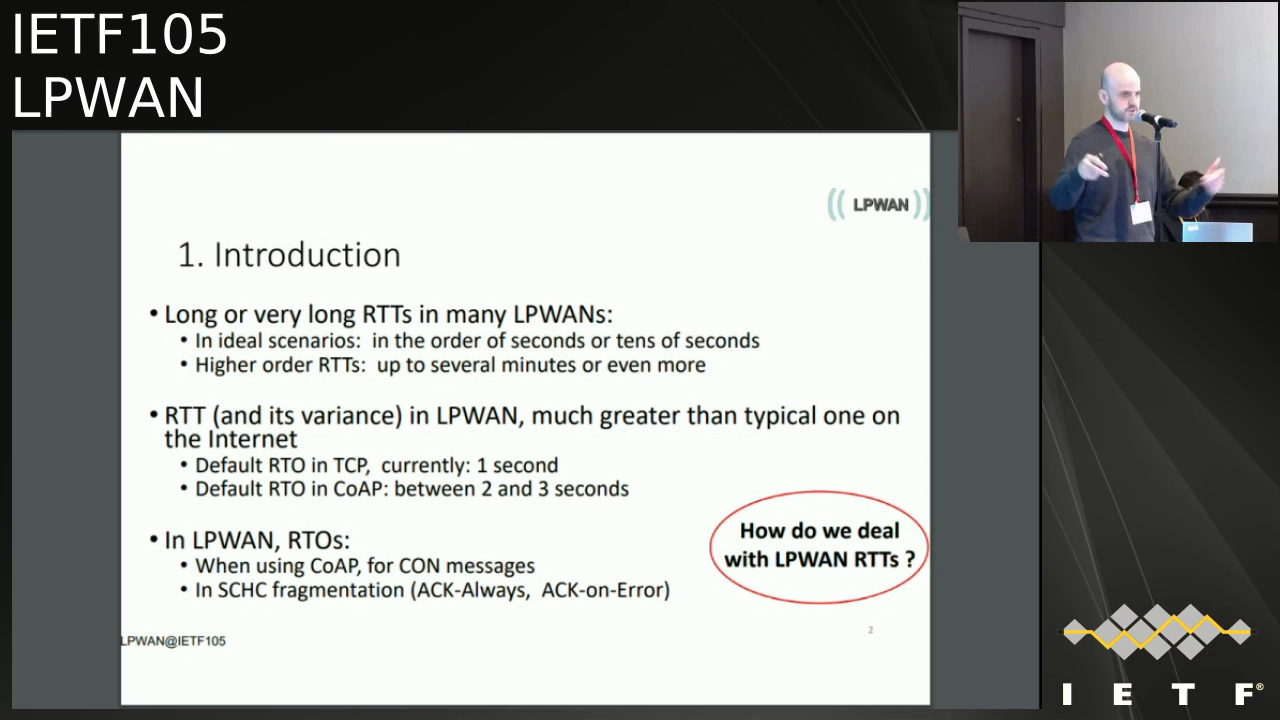 IETF105
LPWAN
LPWAN
1. Introduction
• Long or very long RTTs in many LPWANs:
• In ideal scenarios: in the order of seconds or tens of seconds
• Higher order RTTs: up to several minutes or even more
• RTT (and its variance) in LPWAN, much greater than typical one on
the Internet
• Default RTO in TCP, currently: 1 second
• Default RTO in CoAP: between 2 and 3 seconds
• In LPWAN, RTOs:
• When using CoAP, for CON messages
• In SCHC fragmentation (ACK-Always, ACK-on-Error)
How do we deal
with LPWAN RTTs ?
LPWAN@IETF105
2
I E T F®